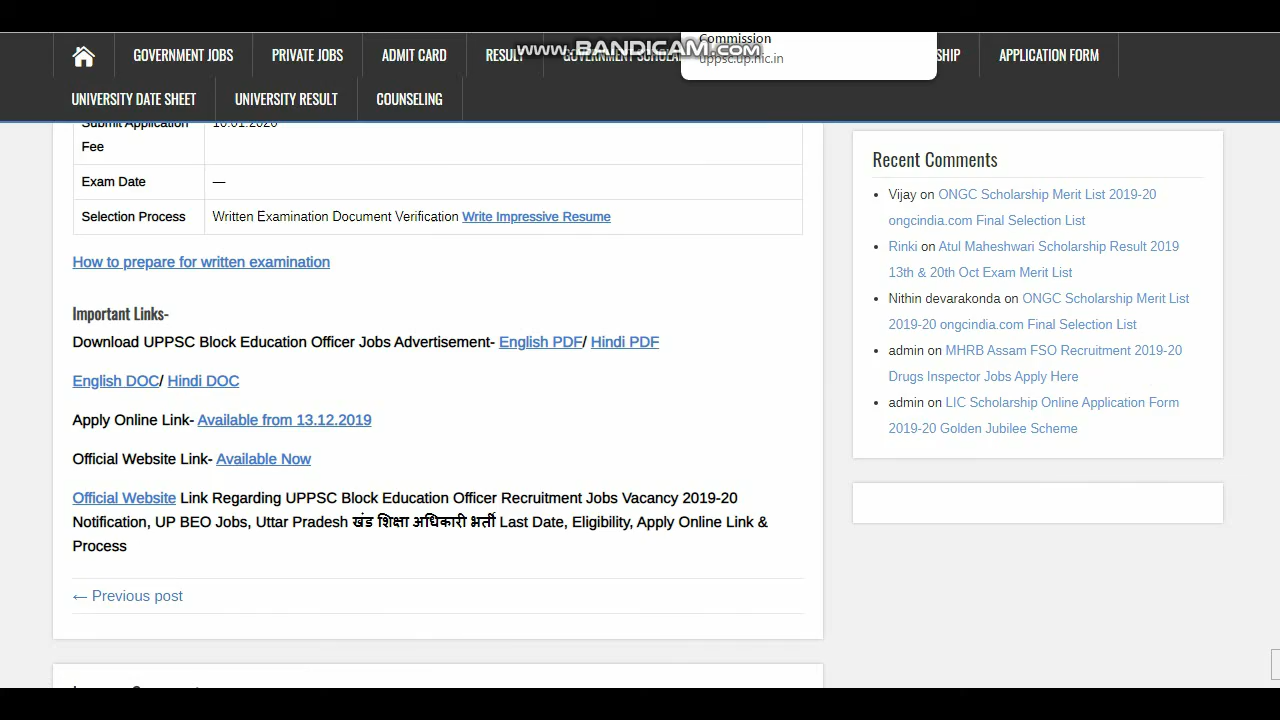 Commission
uppsc.up.nic.in
www.BANDICAM.com
GOVERNMENT JOBS PRIVATE JOBS ADMIT CARD RESULT GOVERNMENT APPLICATION FORM
UNIVERSITY DATE SHEET UNIVERSITY RESULT COUNSELING
Submit Application 10.01.2020
Fee
Exam Date —
Selection Process Written Examination Document Verification Write Impressive Resume
How to prepare for written examination
Important Links-
Download UPPSC Block Education Officer Jobs Advertisement- English PDF/ Hindi PDF
English DOC/ Hindi DOC
Apply Online Link- Available from 13.12.2019
Official Website Link- Available Now
Official Website Link Regarding UPPSC Block Education Officer Recruitment Jobs Vacancy 2019-20
Notification, UP BEO Jobs, Uttar Pradesh खंड शिक्षा अधिकारी भर्ती Last Date, Eligibility, Apply Online Link &
Process
← Previous post
Recent Comments
Vijay on ONGC Scholarship Merit List 2019-20
ongcindia.com Final Selection List
Rinki on Atul Maheshwari Scholarship Result 2019
13th & 20th Oct Exam Merit List
Nithin devarakonda on ONGC Scholarship Merit List
2019-20 ongcindia.com Final Selection List
admin on MHRB Assam FSO Recruitment 2019-20
Drugs Inspector Jobs Apply Here
admin on LIC Scholarship Online Application Form
2019-20 Golden Jubilee Scheme